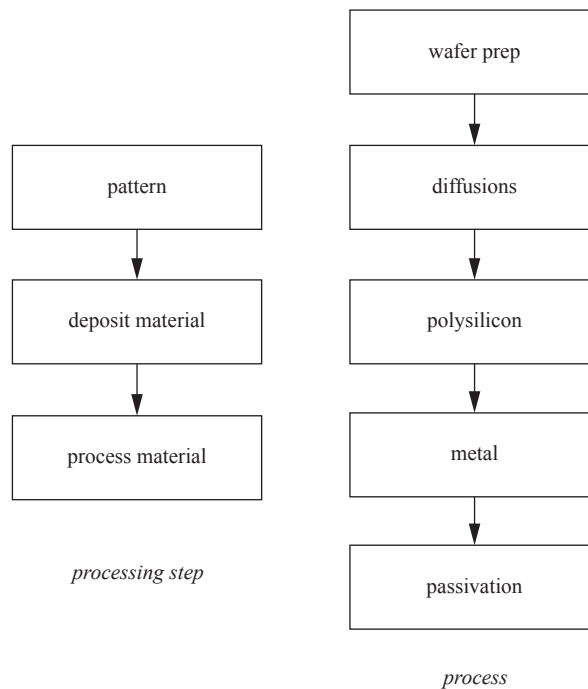 pattern
deposit material
process material
processing step
wafer prep
diffusions
polysilicon
metal
passivation
process